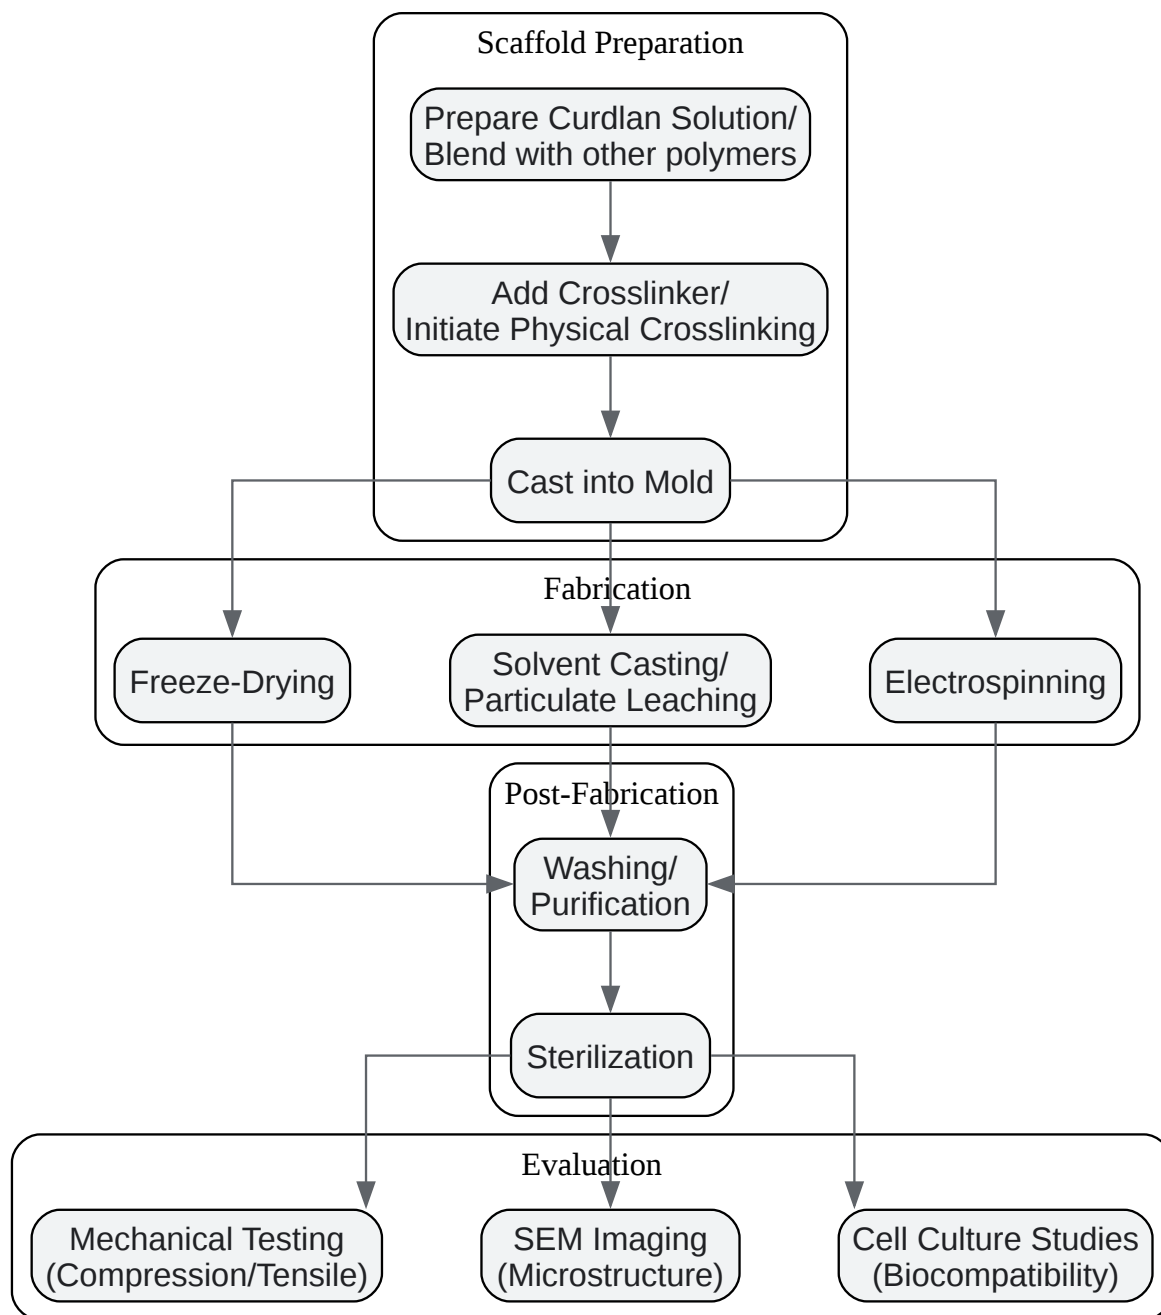 Scaffold Preparation
Prepare Curdlan Solution/
Blend with other polymers
Add Crosslinker/
Initiate Physical Crosslinking
Cast into Mold
Fabrication
Freeze-Drying
Solvent Casting/
Particulate Leaching
Electrospinning
Post-Fabrication
Washing/
Purification
Sterilization
Evaluation
Mechanical Testing
(Compression/Tensile)
SEM Imaging
(Microstructure)
Cell Culture Studies
(Biocompatibility)